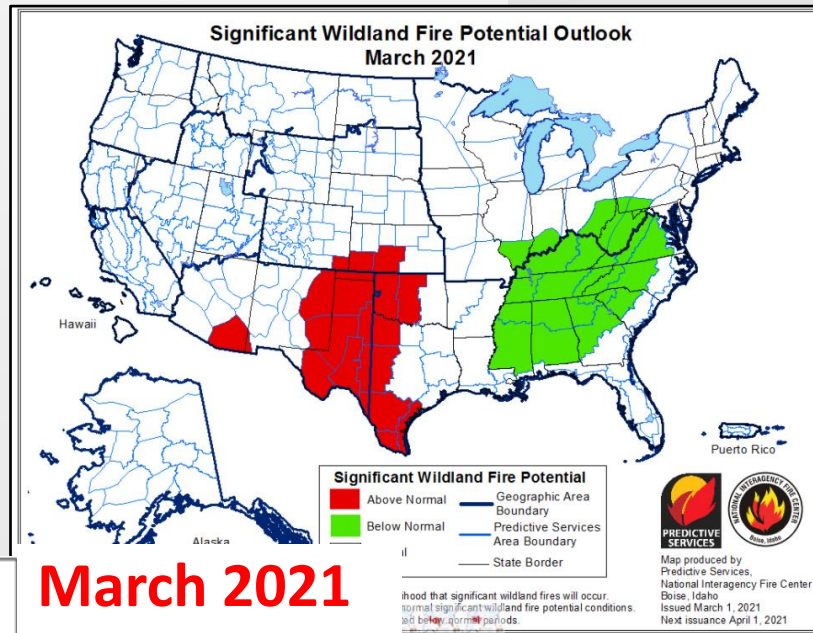 Significant Wildland Fire Potential Outlook
March 2021
Hawaii
Puerto Rico
Alaska
Significant Wildland Fire Potential
Above Normal
Below Normal
Geographic Area
Boundary
Predictive Services
Area Boundary
State Border
PREDICTIVE
SERVICES
NATIONAL INTERAGENCY FIRE CENTER
Boise, Idaho
Map produced by
Predictive Services,
National Interagency Fire Center
Boise, Idaho
Issued March 1, 2021
Next issuance April 1, 2021
March 2021
that significant wildland fires will occur.
significant wildland fire potential conditions.
below normal periods.